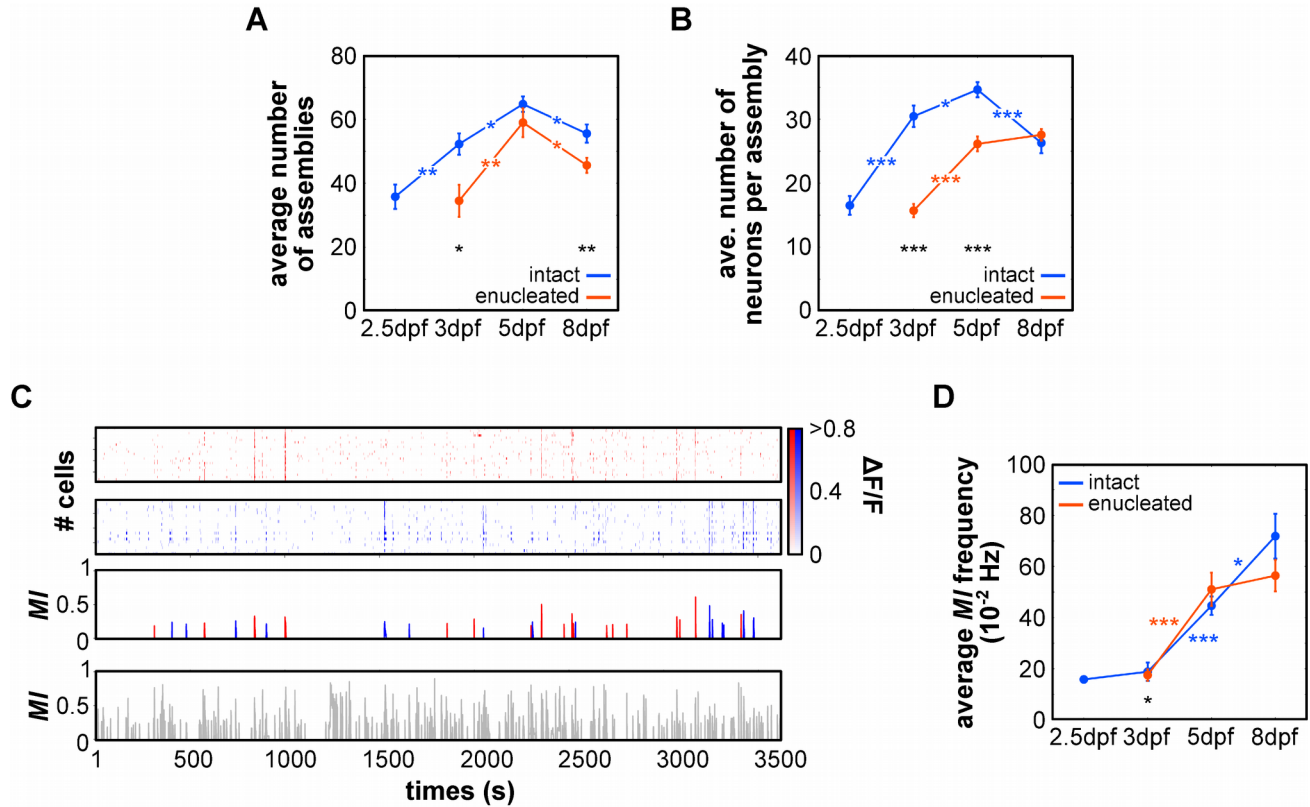 A
average number
of assemblies
80
60
40
20
0
**
*
*
**
*
*
**
intact
enucleated
2.5dpf 3dpf 5dpf 8dpf
B
ave. number of
neurons per assembly
40
30
20
10
0
***
*
***
***
***
***
intact
enucleated
2.5dpf 3dpf 5dpf 8dpf
C
# cells
>0.8
0.4
0
ΔF/F
MI
1
0.5
0
MI
1
0.5
0
1 500 1000 1500 2000 2500 3000 3500
times (s)
D
average MI frequency
(10-2 Hz)
100
80
60
40
20
0
intact
enucleated
*
***
***
*
2.5dpf 3dpf 5dpf 8dpf